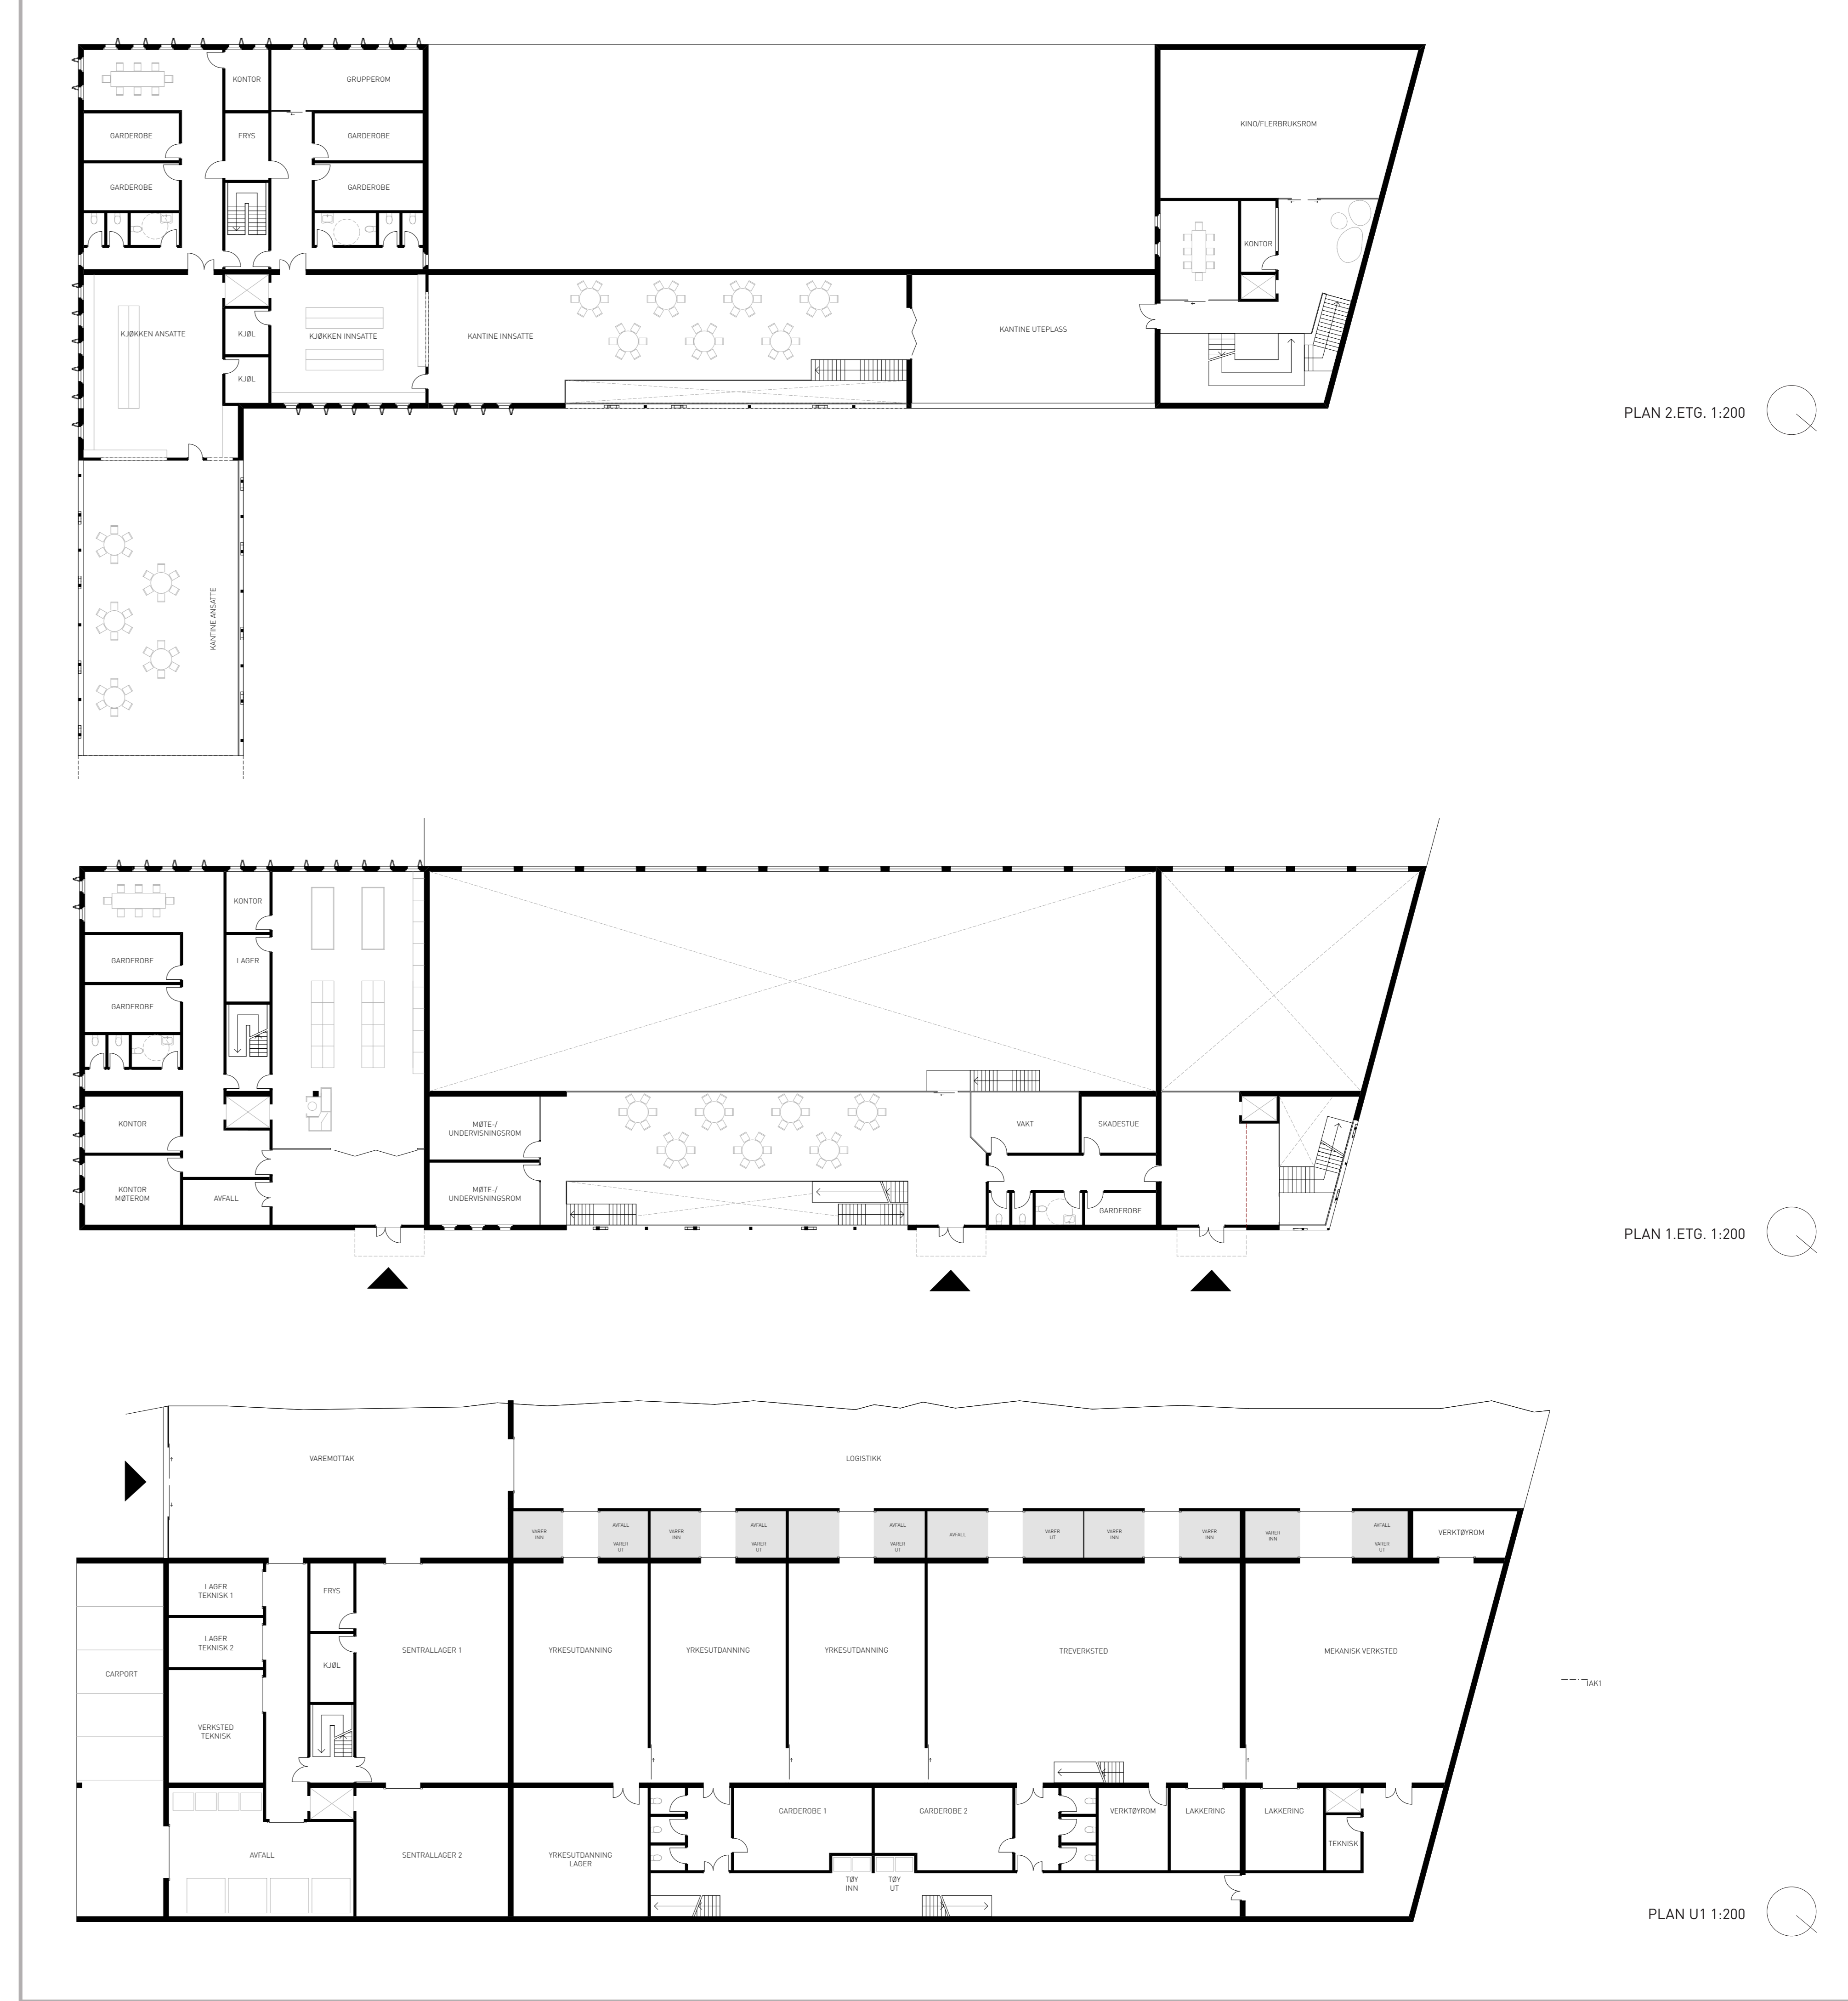 KONTOR
GRUPPEROM
GARDEROBE
FRYS
GARDEROBE
KINO/FLERBRUKSROM
GARDEROBE
GARDEROBE
KONTOR
KJØKKEN ANSATTE
KJØL
KJØKKEN INNSATTE
KANTINE INNSATTE
KANTINE UTEPLASS
KJØL
PLAN 2.ETG. 1:200
KANTINE ANSATTE
KONTOR
GARDEROBE
LAGER
GARDEROBE
KONTOR
MØTE-/
UNDERVISNINGSROM
VAKT
SKADESTUE
KONTOR
MØTEROM
AVFALL
MØTE-/
UNDERVISNINGSROM
GARDEROBE
PLAN 1.ETG. 1:200
VAREMOTTAK
LOGISTIKK
VARER
INN
AVFALL
VARER
UT
VARER
INN
AVFALL
VARER
UT
AVFALL
VARER
UT
AVFALL
VARER
UT
VARER
INN
VARER
INN
VARER
INN
AVFALL
VARER
UT
VERKTØYROM
LAGER
TEKNISK 1
FRYS
LAGER
TEKNISK 2
SENTRALLAGER 1
YRKESUTDANNING
YRKESUTDANNING
YRKESUTDANNING
TREVERKSTED
MEKANISK VERKSTED
CARPORT
KJØL
TAK1
VERKSTED
TEKNISK
GARDEROBE 1
GARDEROBE 2
VERKTØYROM
LAKKERING
LAKKERING
TEKNISK
AVFALL
SENTRALLAGER 2
YRKESUTDANNING
LAGER
TØY
INN
TØY
UT
PLAN U1 1:200